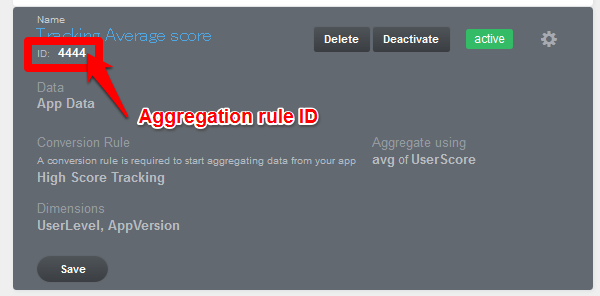 Name
Tracking Average score
Delete
Deactivate
active
ID: 4444
Data
App Data
Aggregation rule ID
Conversion Rule
Aggregate using
A conversion rule is required to start aggregating data from your app
avg of UserScore
High Score Tracking
Dimensions
UserLevel, AppVersion
Save